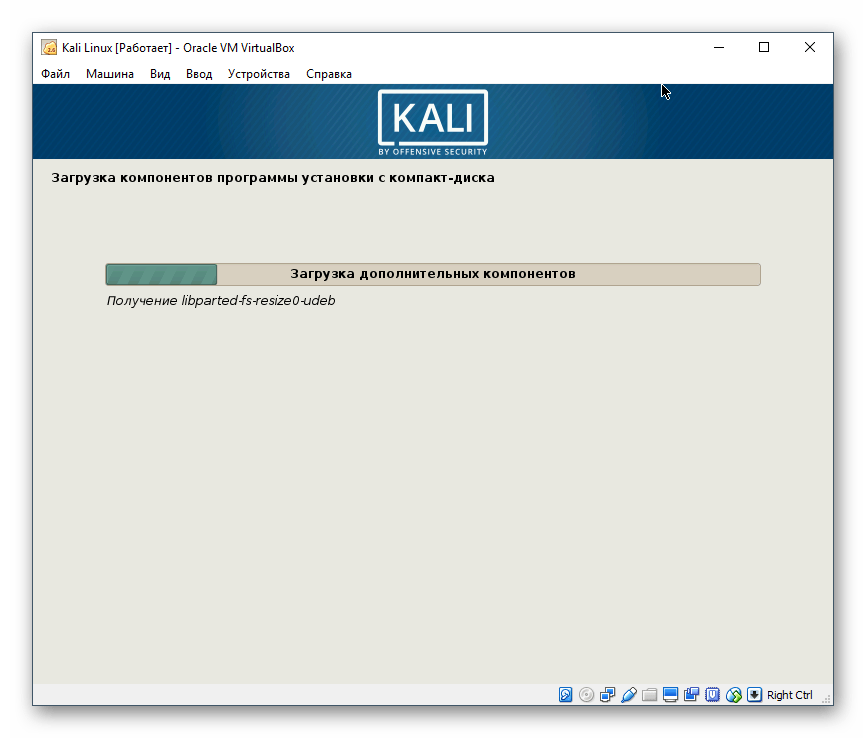 Kali Linux [Работает] - Oracle VM VirtualBox
Файл Машина Вид Ввод Устройства Справка
KALI
BY OFFENSIVE SECURITY
Загрузка компонентов программы установки с компакт-диска
Загрузка дополнительных компонентов
Получение libparted-fs-resize0-udeb
Right Ctrl